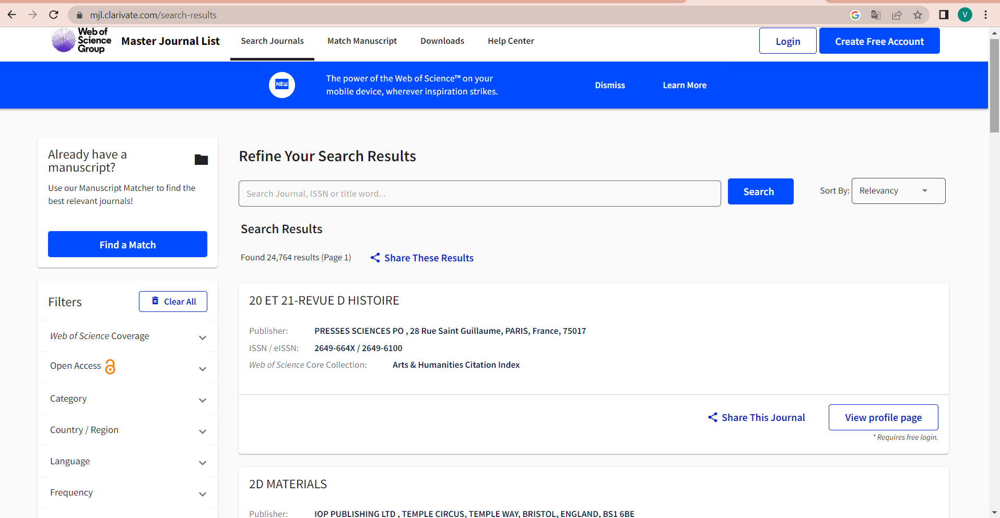 mjl.clarivate.com/search-results
V
Web of
Science
Group
Master Journal List
Search Journals
Match Manuscript
Downloads
Help Center
Login
Create Free Account
NEW
The power of the Web of Science™ on your
mobile device, wherever inspiration strikes.
Dismiss
Learn More
Already have a
manuscript?
Use our Manuscript Matcher to find the
best relevant journals!
Find a Match
Filters
Clear All
Web of Science Coverage
Open Access
Category
Country / Region
Language
Frequency
Refine Your Search Results
Search Journal, ISSN or title word...
Search
Sort By:
Relevancy
Search Results
Found 24,764 results (Page 1)
Share These Results
20 ET 21-REVUE D HISTOIRE
Publisher: PRESSES SCIENCES PO , 28 Rue Saint Guillaume, PARIS, France, 75017
ISSN / eISSN: 2649-664X / 2649-6100
Web of Science Core Collection: Arts & Humanities Citation Index
Share This Journal
View profile page
* Requires free login.
2D MATERIALS
Publisher: IOP PUBLISHING LTD , TEMPLE CIRCUS, TEMPLE WAY, BRISTOL, ENGLAND, BS1 6BE